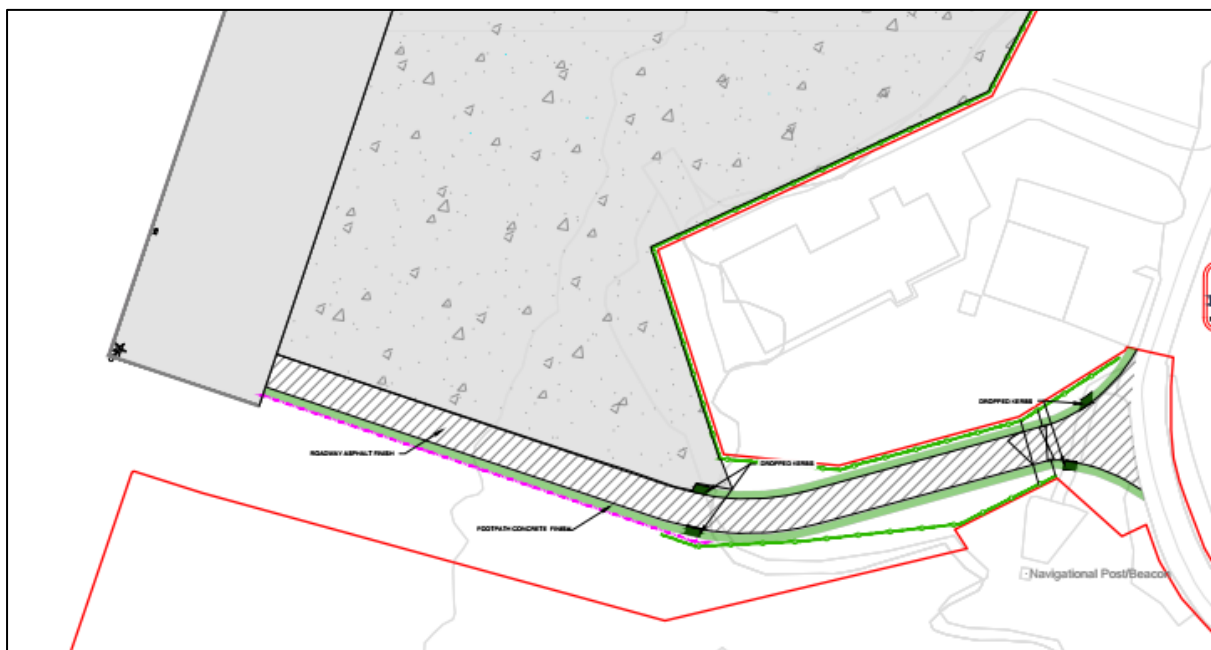 DROPPED KERBS
ROADWAY ASPHALT FINISH
DROPPED KERBS
FOOTPATH CONCRETE FINISH
Navigational Post/Beacon